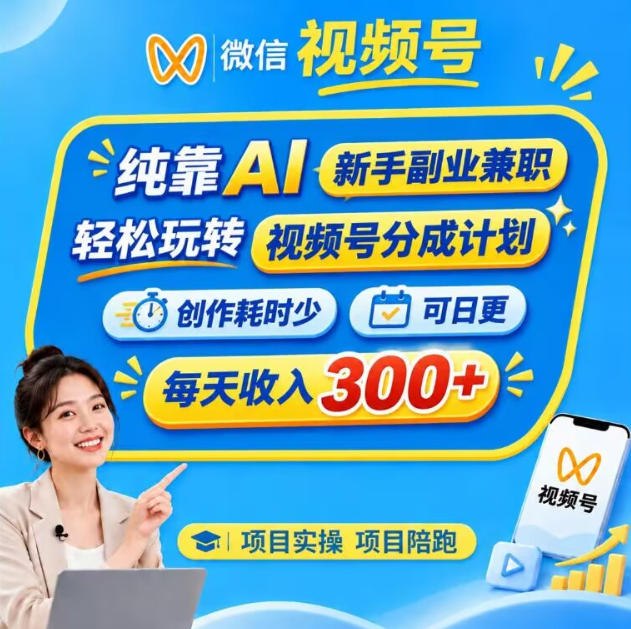 微信 视频号
纯靠AI 新手副业兼职
轻松玩转 视频号分成计划
创作耗时少 可日更
每天收入300+
视频号
项目实操 项目陪跑